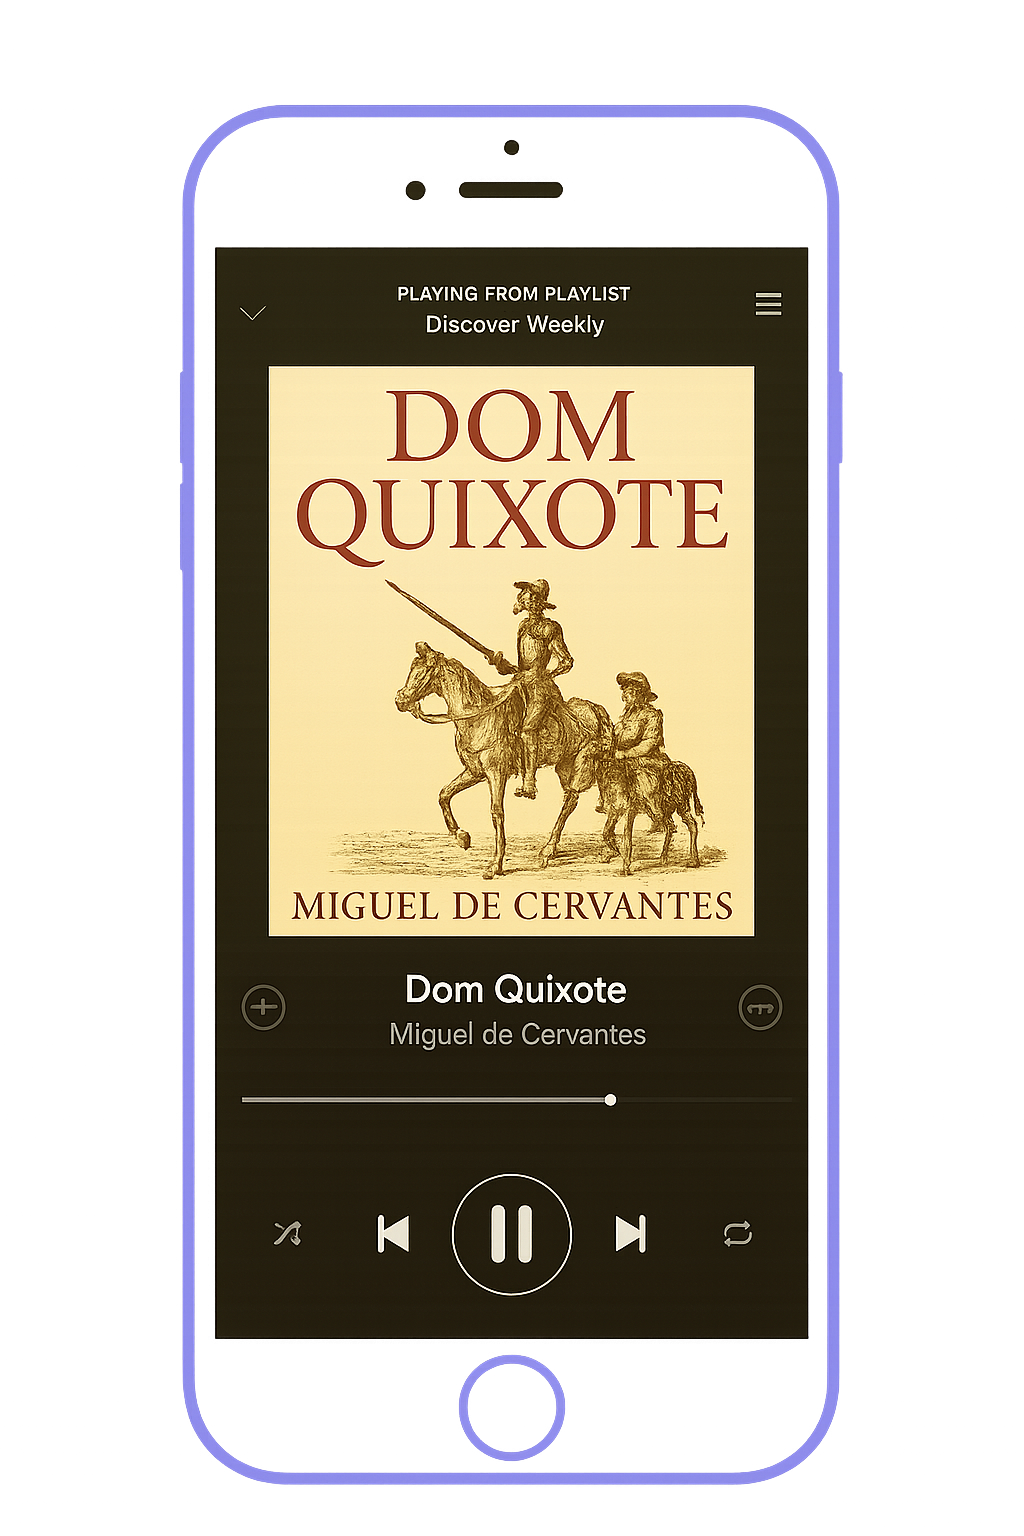 PLAYING FROM PLAYLIST
Discover Weekly
DOM
QUIXOTE
MIGUEL DE CERVANTES
Dom Quixote
Miguel de Cervantes